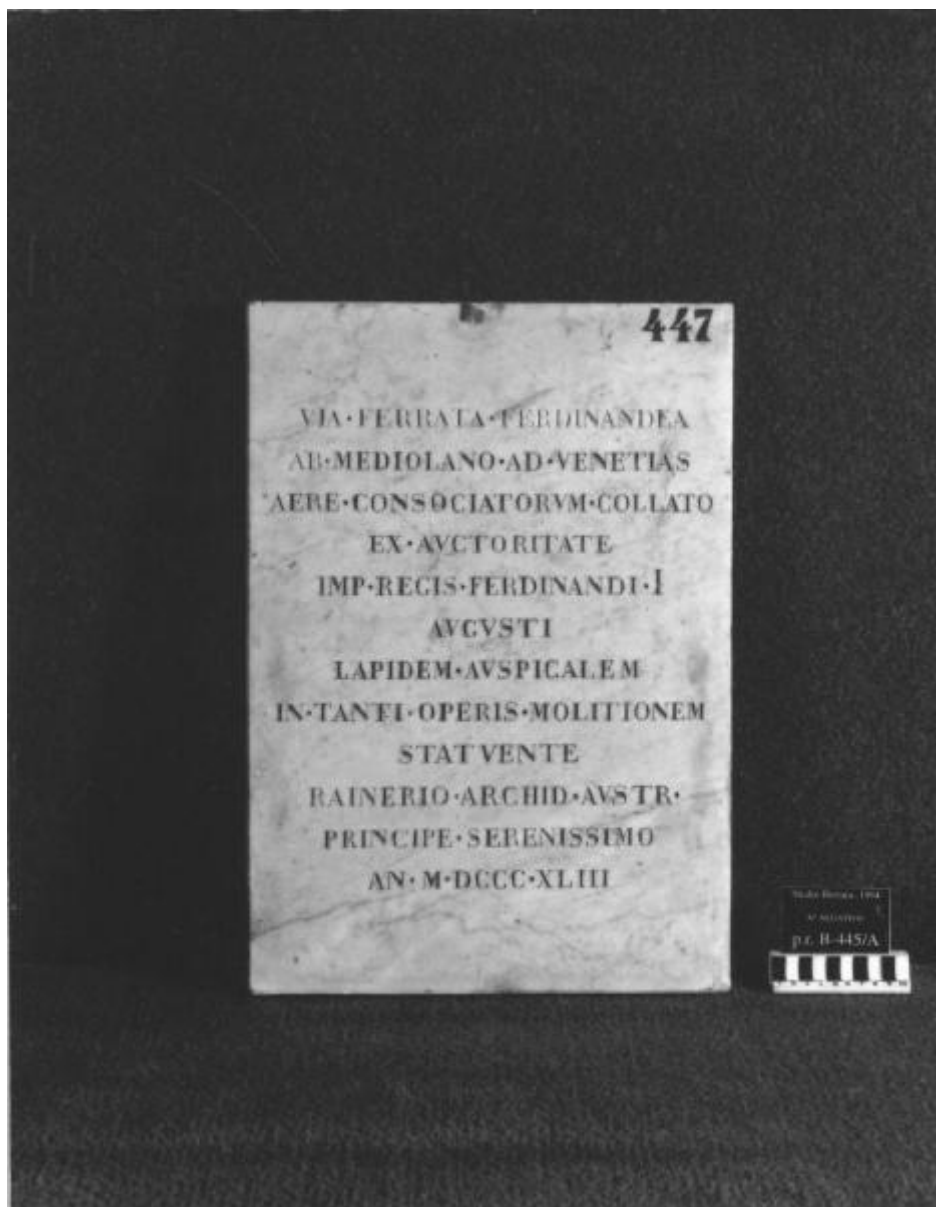 447
VIA·FERRATA·FERDINANDEA
AB·MEDIOLANO·AD·VENETIAS
AERE·CONSOCIATORVM·COLLATO
EX·AVCTORITATE
IMP·REGIS·FERDINANDI·I
AVGVSTI
LAPIDEM·AVSPICALEM
IN·TANTI·OPERIS·MOLITIONEM
STATVENTE
RAINERIO·ARCHID·AVSTR·
PRINCIPE·SERENISSIMO
AN·M·DCCC·XLIII
p.r. B-445/A